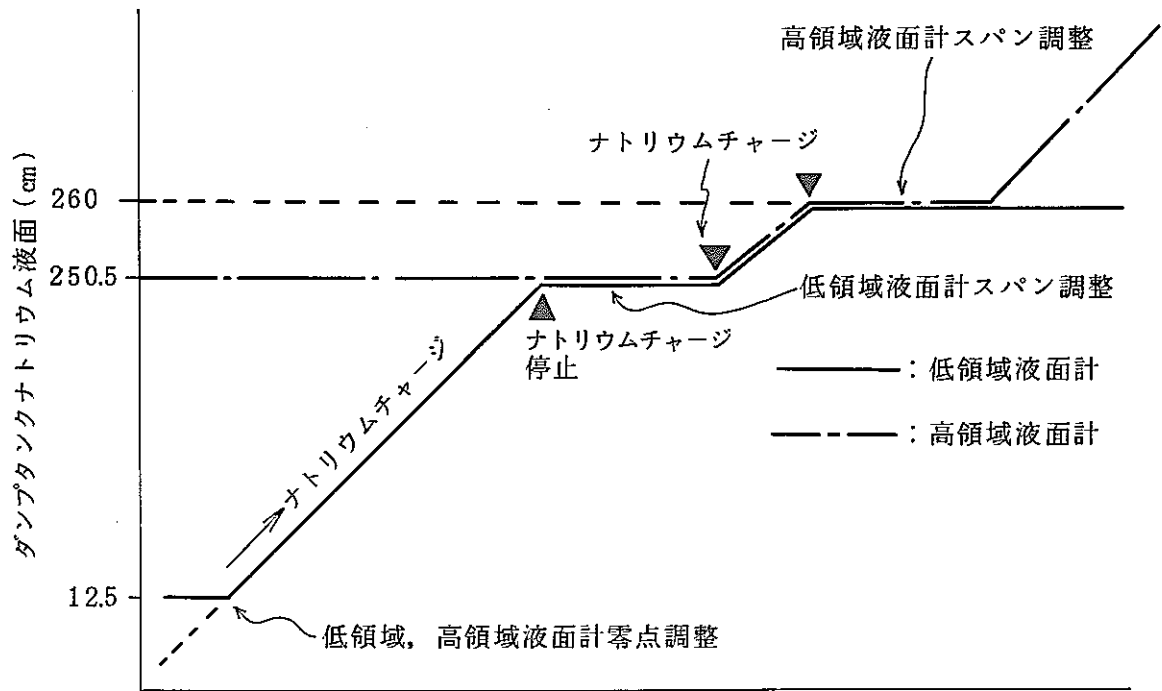 高領域液面計スパン調整
ナトリウムチャージ
ダンプタンクナトリウム液面(㎝)
260
250.5
低領域液面計スパン調整
ナトリウムチャージ
停止
ナトリウムチャージ
──── : 低領域液面計
─・─ : 高領域液面計
12.5
低領域, 高領域液面計零点調整